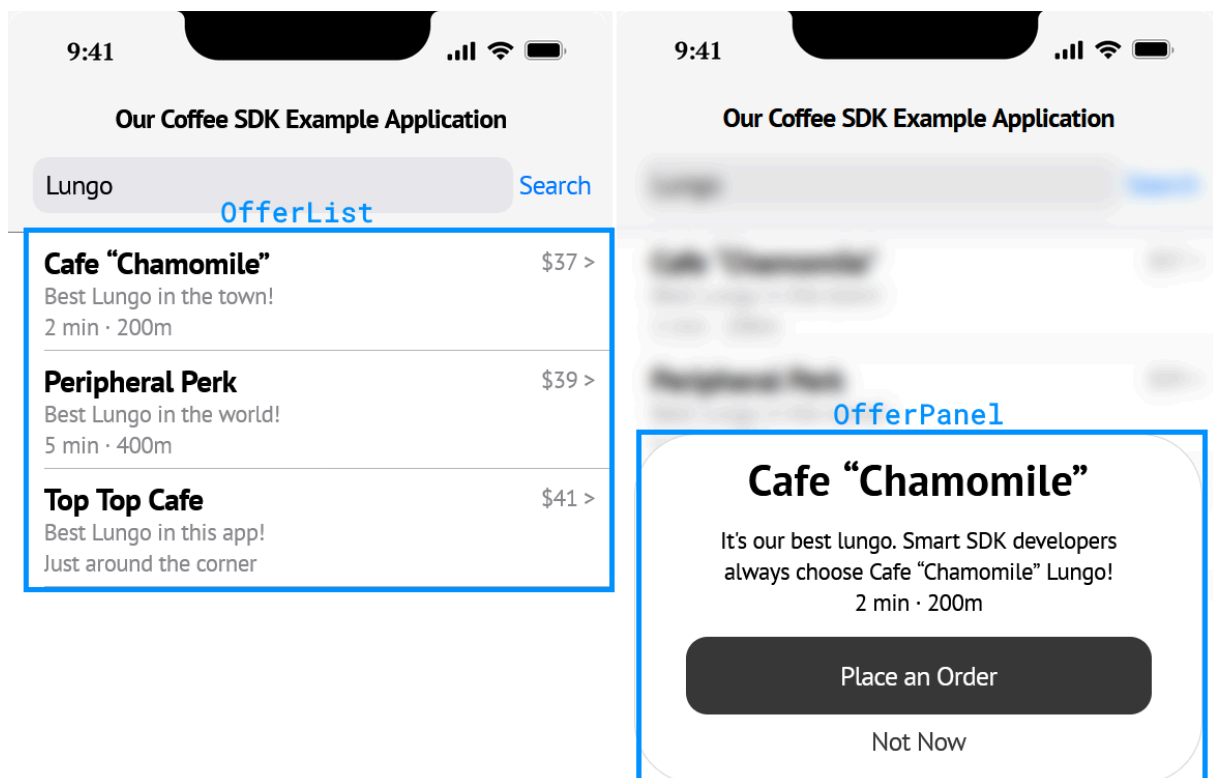 9:41
Our Coffee SDK Example Application
Lungo
Search
OfferList
Cafe “Chamomile”
$37 >
Best Lungo in the town!
2 min · 200m
Peripheral Perk
$39 >
Best Lungo in the world!
5 min · 400m
Top Top Cafe
$41 >
Best Lungo in this app!
Just around the corner
9:41
Our Coffee SDK Example Application
OfferPanel
Cafe “Chamomile”
It's our best lungo. Smart SDK developers
always choose Cafe “Chamomile” Lungo!
2 min · 200m
Place an Order
Not Now